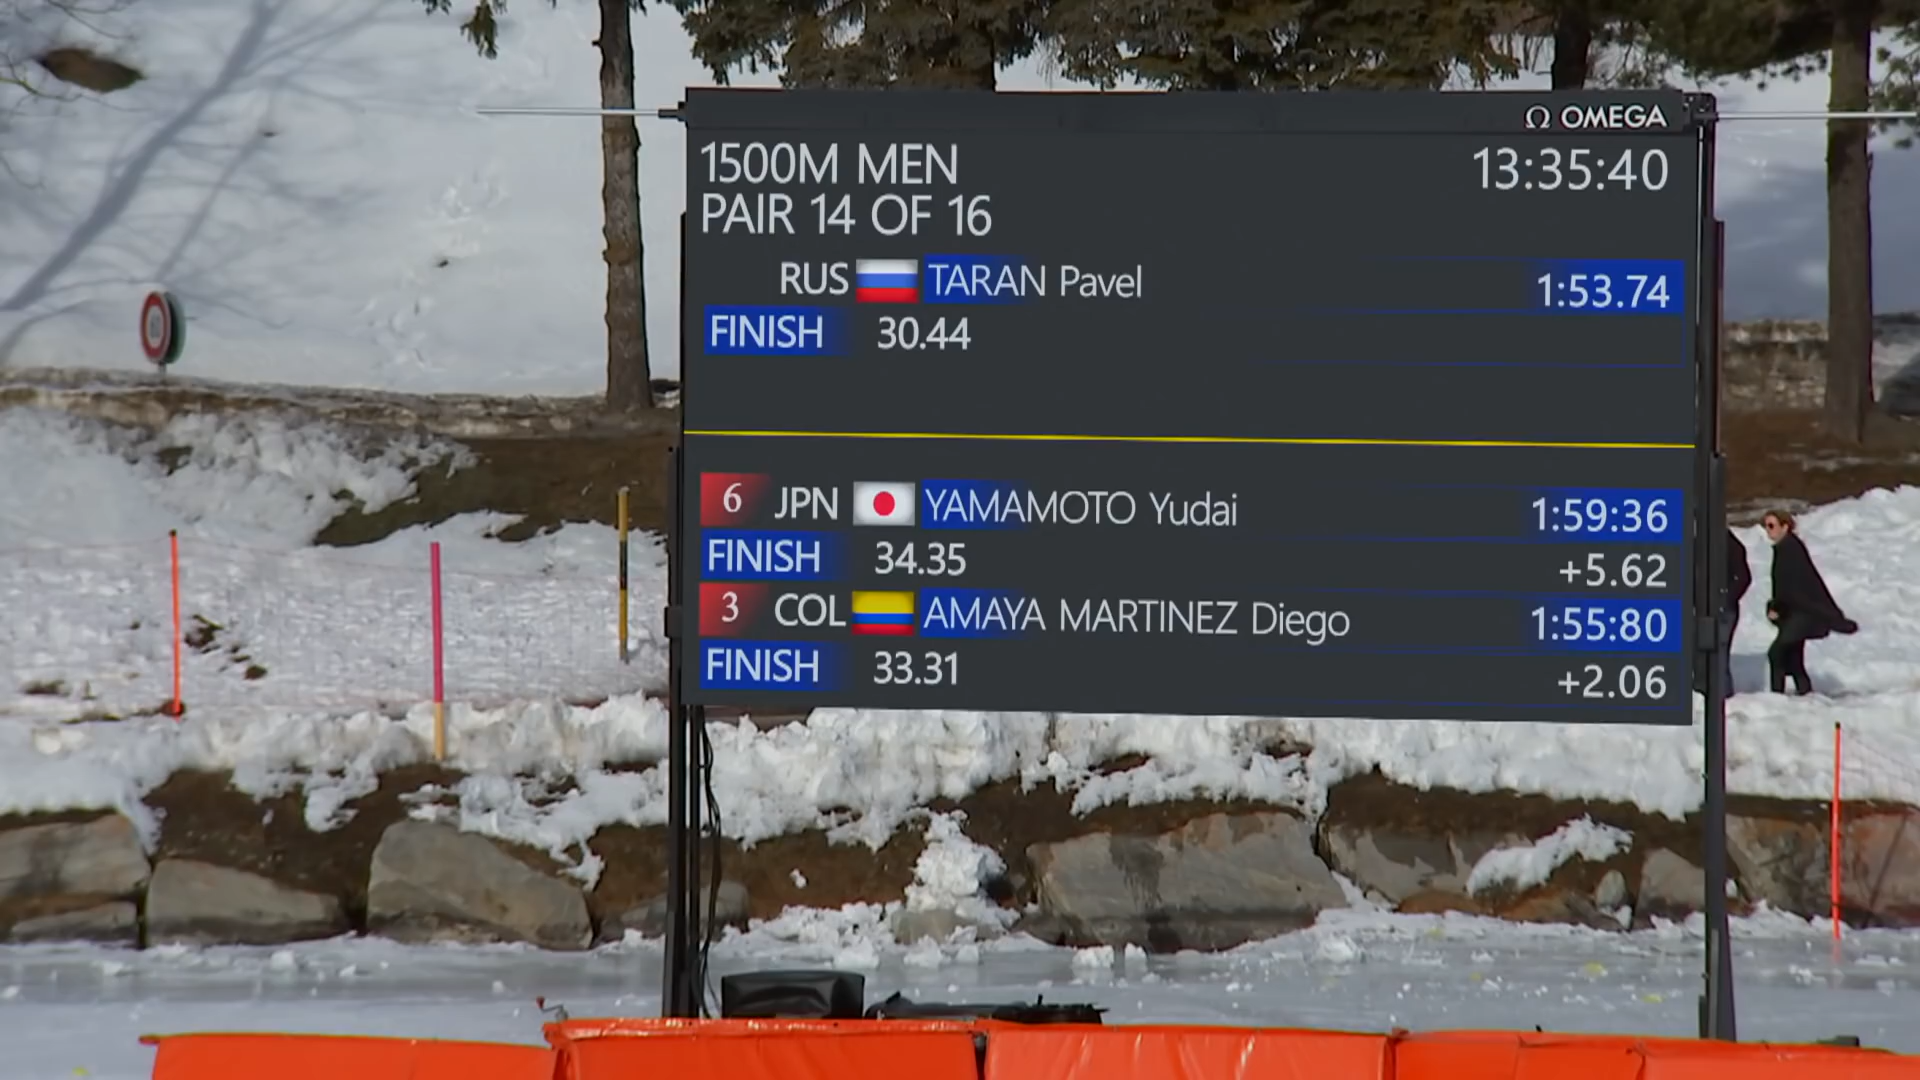 Ω OMEGA
1500M MEN
13:35:40
PAIR 14 OF 16
RUS TARAN Pavel 1:53.74
FINISH 30.44
6 JPN YAMAMOTO Yudai 1:59:36
FINISH 34.35 +5.62
3 COL AMAYA MARTINEZ Diego 1:55:80
FINISH 33.31 +2.06